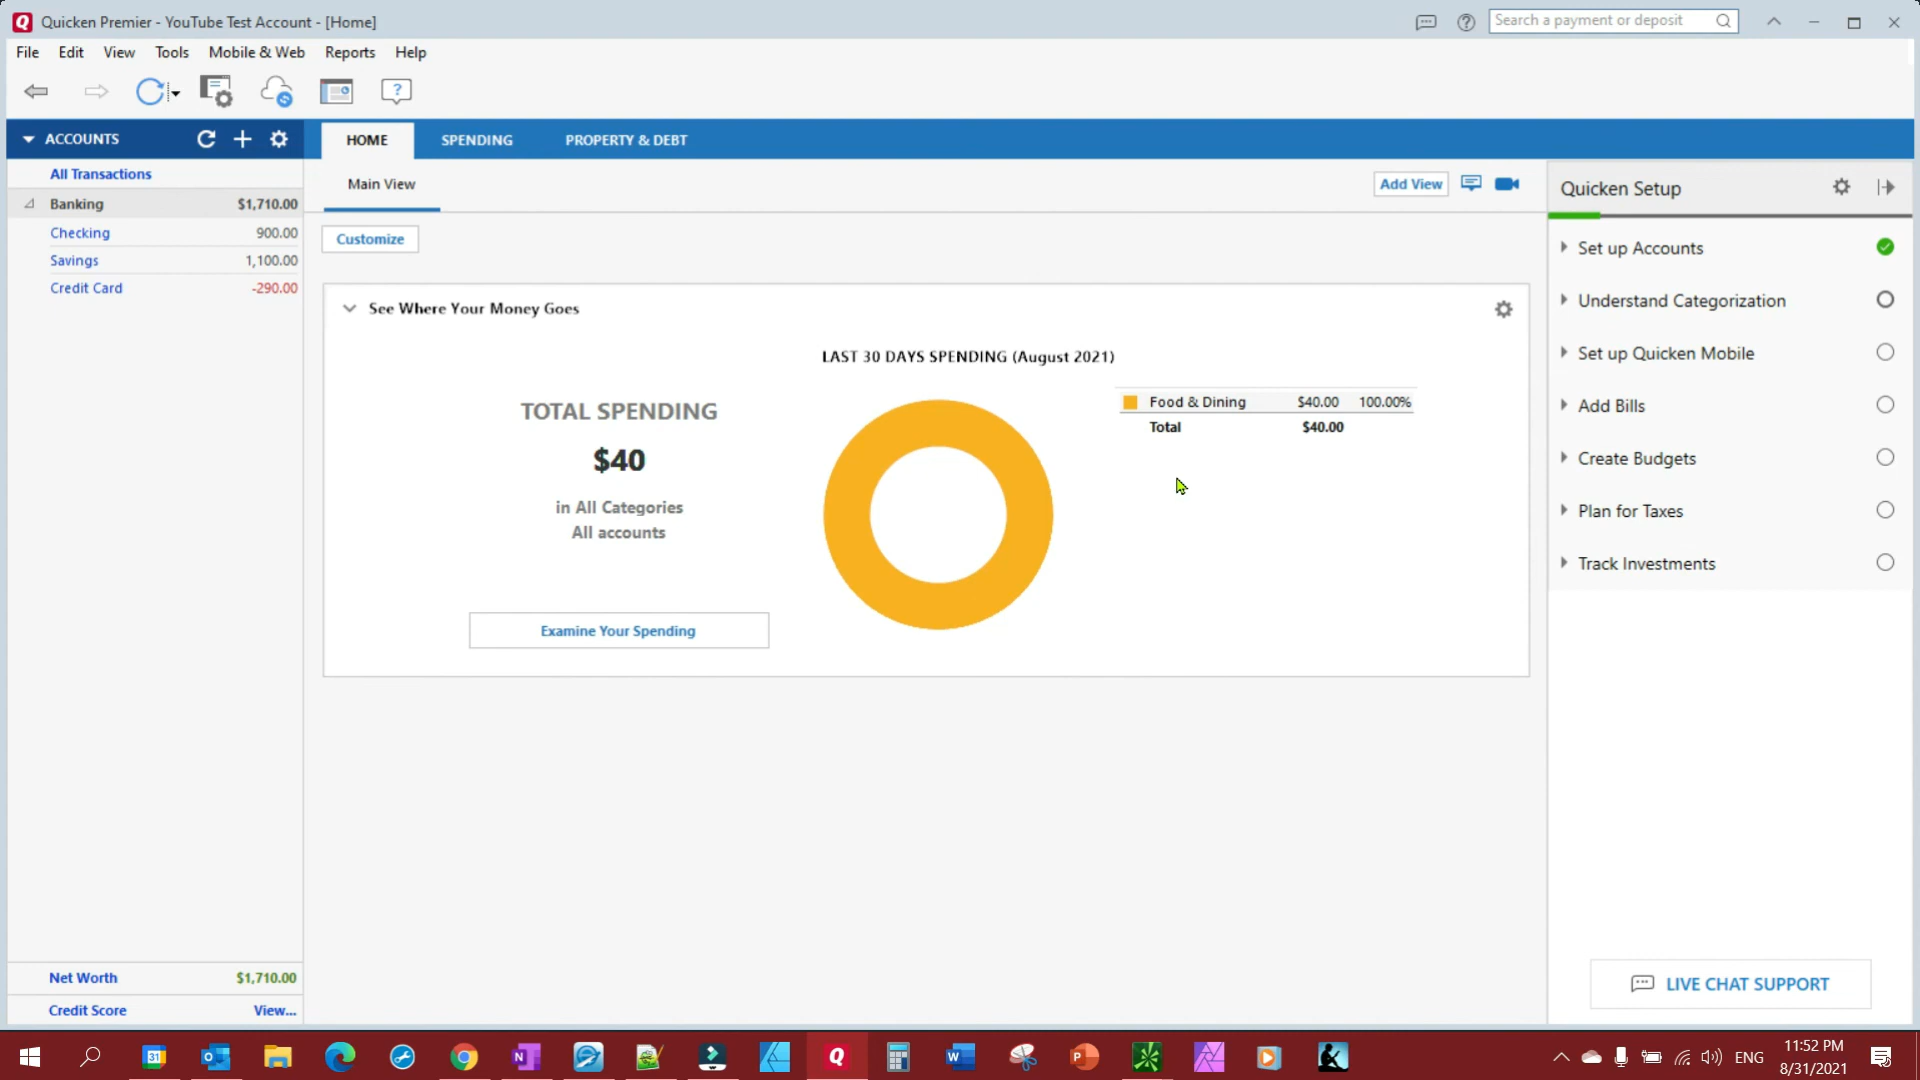 Quicken Premier - YouTube Test Account - [Home]
Search a payment or deposit
File Edit View Tools Mobile & Web Reports Help
ACCOUNTS
All Transactions
Banking $1,710.00
Checking 900.00
Savings 1,100.00
Credit Card -290.00
Net Worth $1,710.00
Credit Score View...
HOME SPENDING PROPERTY & DEBT
Main View
Add View
Customize
See Where Your Money Goes
LAST 30 DAYS SPENDING (August 2021)
TOTAL SPENDING
$40
in All Categories
All accounts
Examine Your Spending
Food & Dining $40.00 100.00%
Total $40.00
Quicken Setup
Set up Accounts
Understand Categorization
Set up Quicken Mobile
Add Bills
Create Budgets
Plan for Taxes
Track Investments
LIVE CHAT SUPPORT
ENG
11:52 PM
8/31/2021